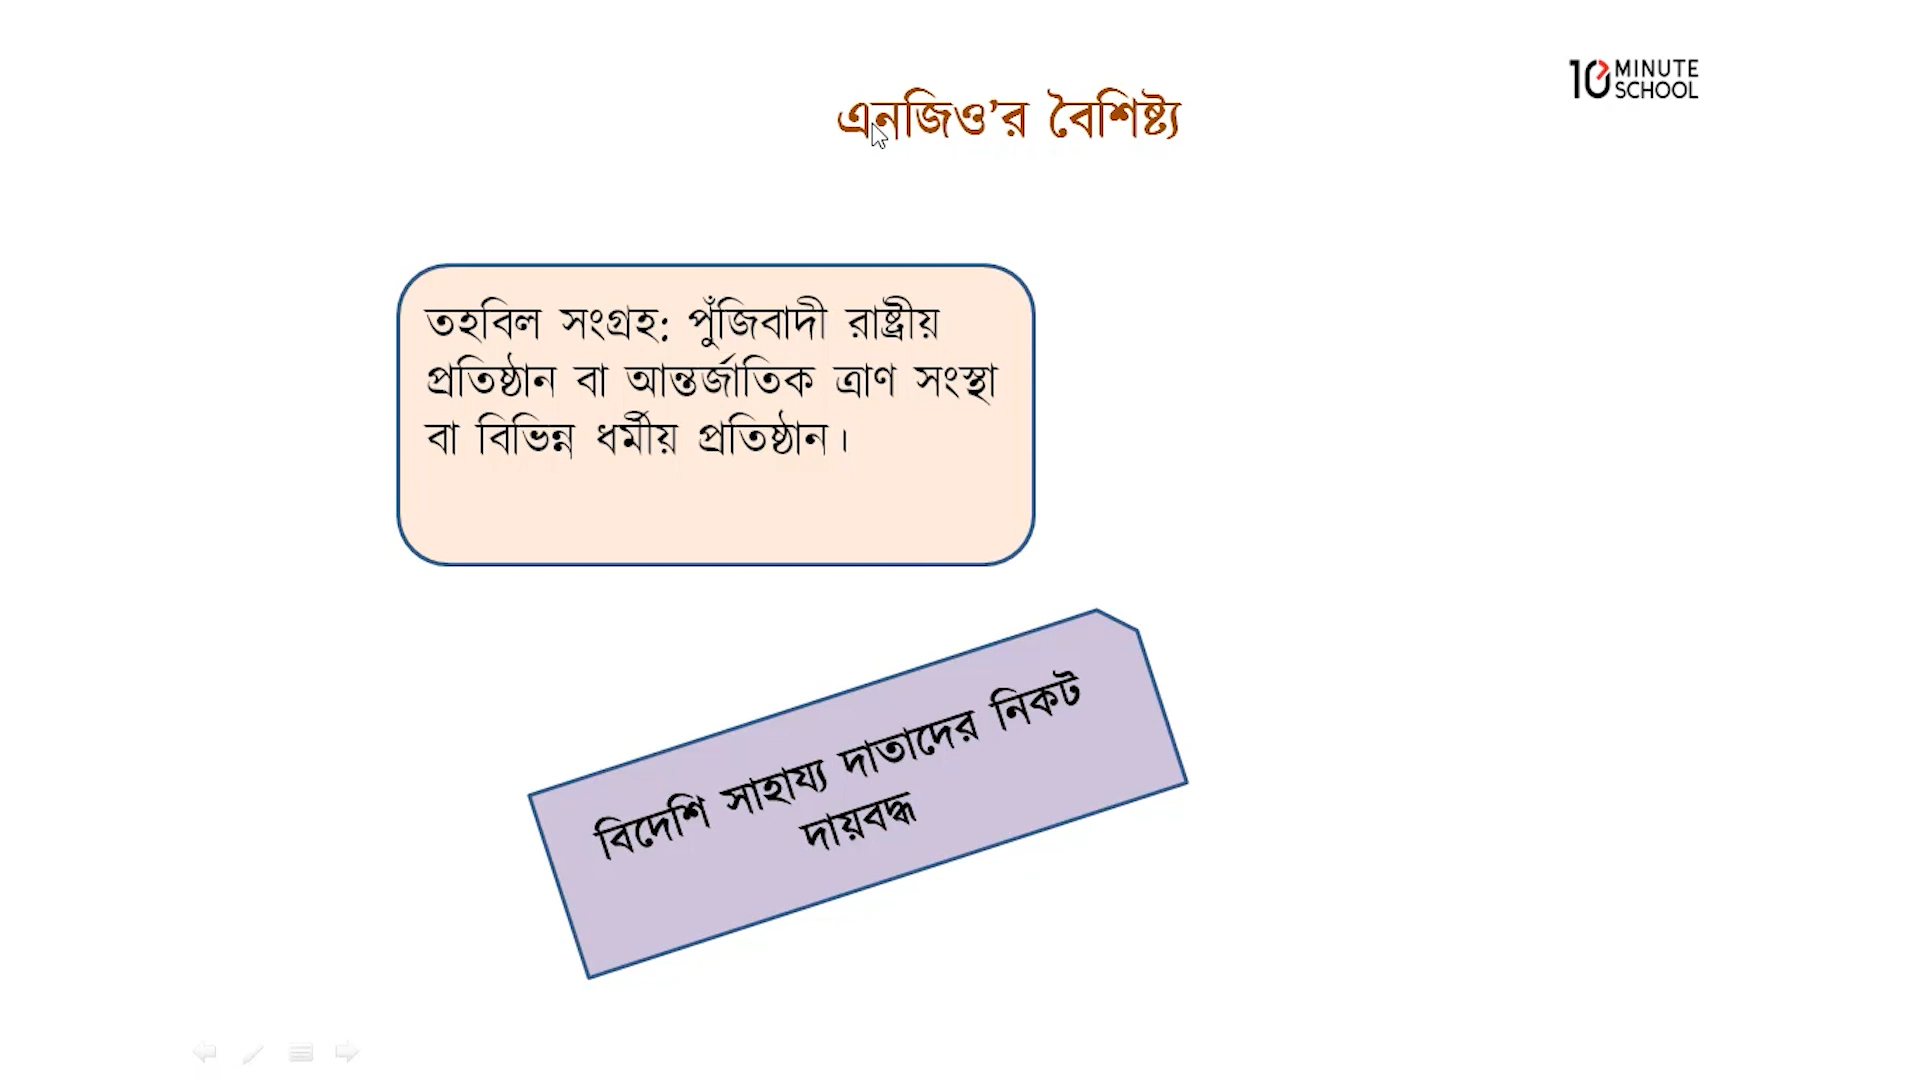 10 MINUTE
SCHOOL
এনজিও’র বৈশিষ্ট্য
তহবিল সংগ্রহ: পুঁজিবাদী রাষ্ট্রীয়
প্রতিষ্ঠান বা আন্তর্জাতিক ত্রাণ সংস্থা
বা বিভিন্ন ধর্মীয় প্রতিষ্ঠান।
বিদেশি সাহায্য দাতাদের নিকট
দায়বদ্ধ